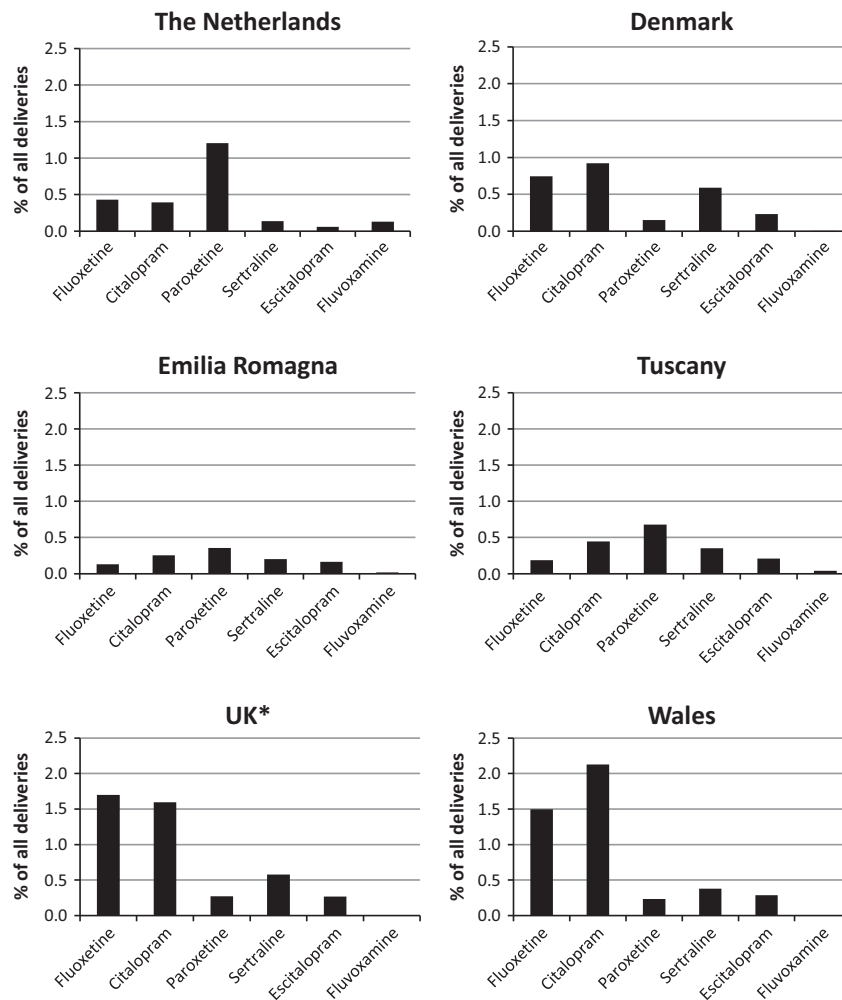 The Netherlands
% of all deliveries
2.5
2.0
1.5
1.0
0.5
0.0
Fluoxetine
Citalopram
Paroxetine
Sertraline
Escitalopram
Fluvoxamine
Denmark
% of all deliveries
2.5
2.0
1.5
1.0
0.5
0.0
Fluoxetine
Citalopram
Paroxetine
Sertraline
Escitalopram
Fluvoxamine
Emilia Romagna
% of all deliveries
2.5
2.0
1.5
1.0
0.5
0.0
Fluoxetine
Citalopram
Paroxetine
Sertraline
Escitalopram
Fluvoxamine
Tuscany
% of all deliveries
2.5
2.0
1.5
1.0
0.5
0.0
Fluoxetine
Citalopram
Paroxetine
Sertraline
Escitalopram
Fluvoxamine
UK*
% of all deliveries
2.5
2.0
1.5
1.0
0.5
0.0
Fluoxetine
Citalopram
Paroxetine
Sertraline
Escitalopram
Fluvoxamine
Wales
% of all deliveries
2.5
2.0
1.5
1.0
0.5
0.0
Fluoxetine
Citalopram
Paroxetine
Sertraline
Escitalopram
Fluvoxamine